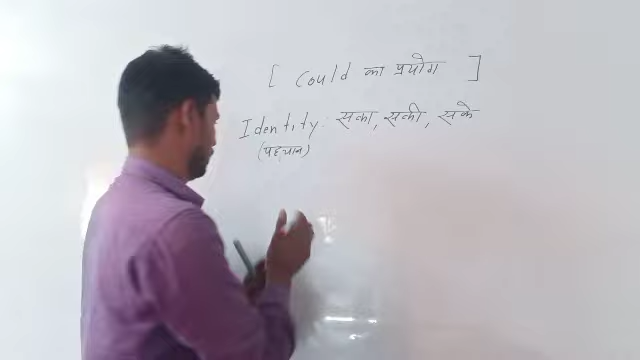 [ Could का प्रयोग ]
Identity: सका, सकी, सके
(पहचान)